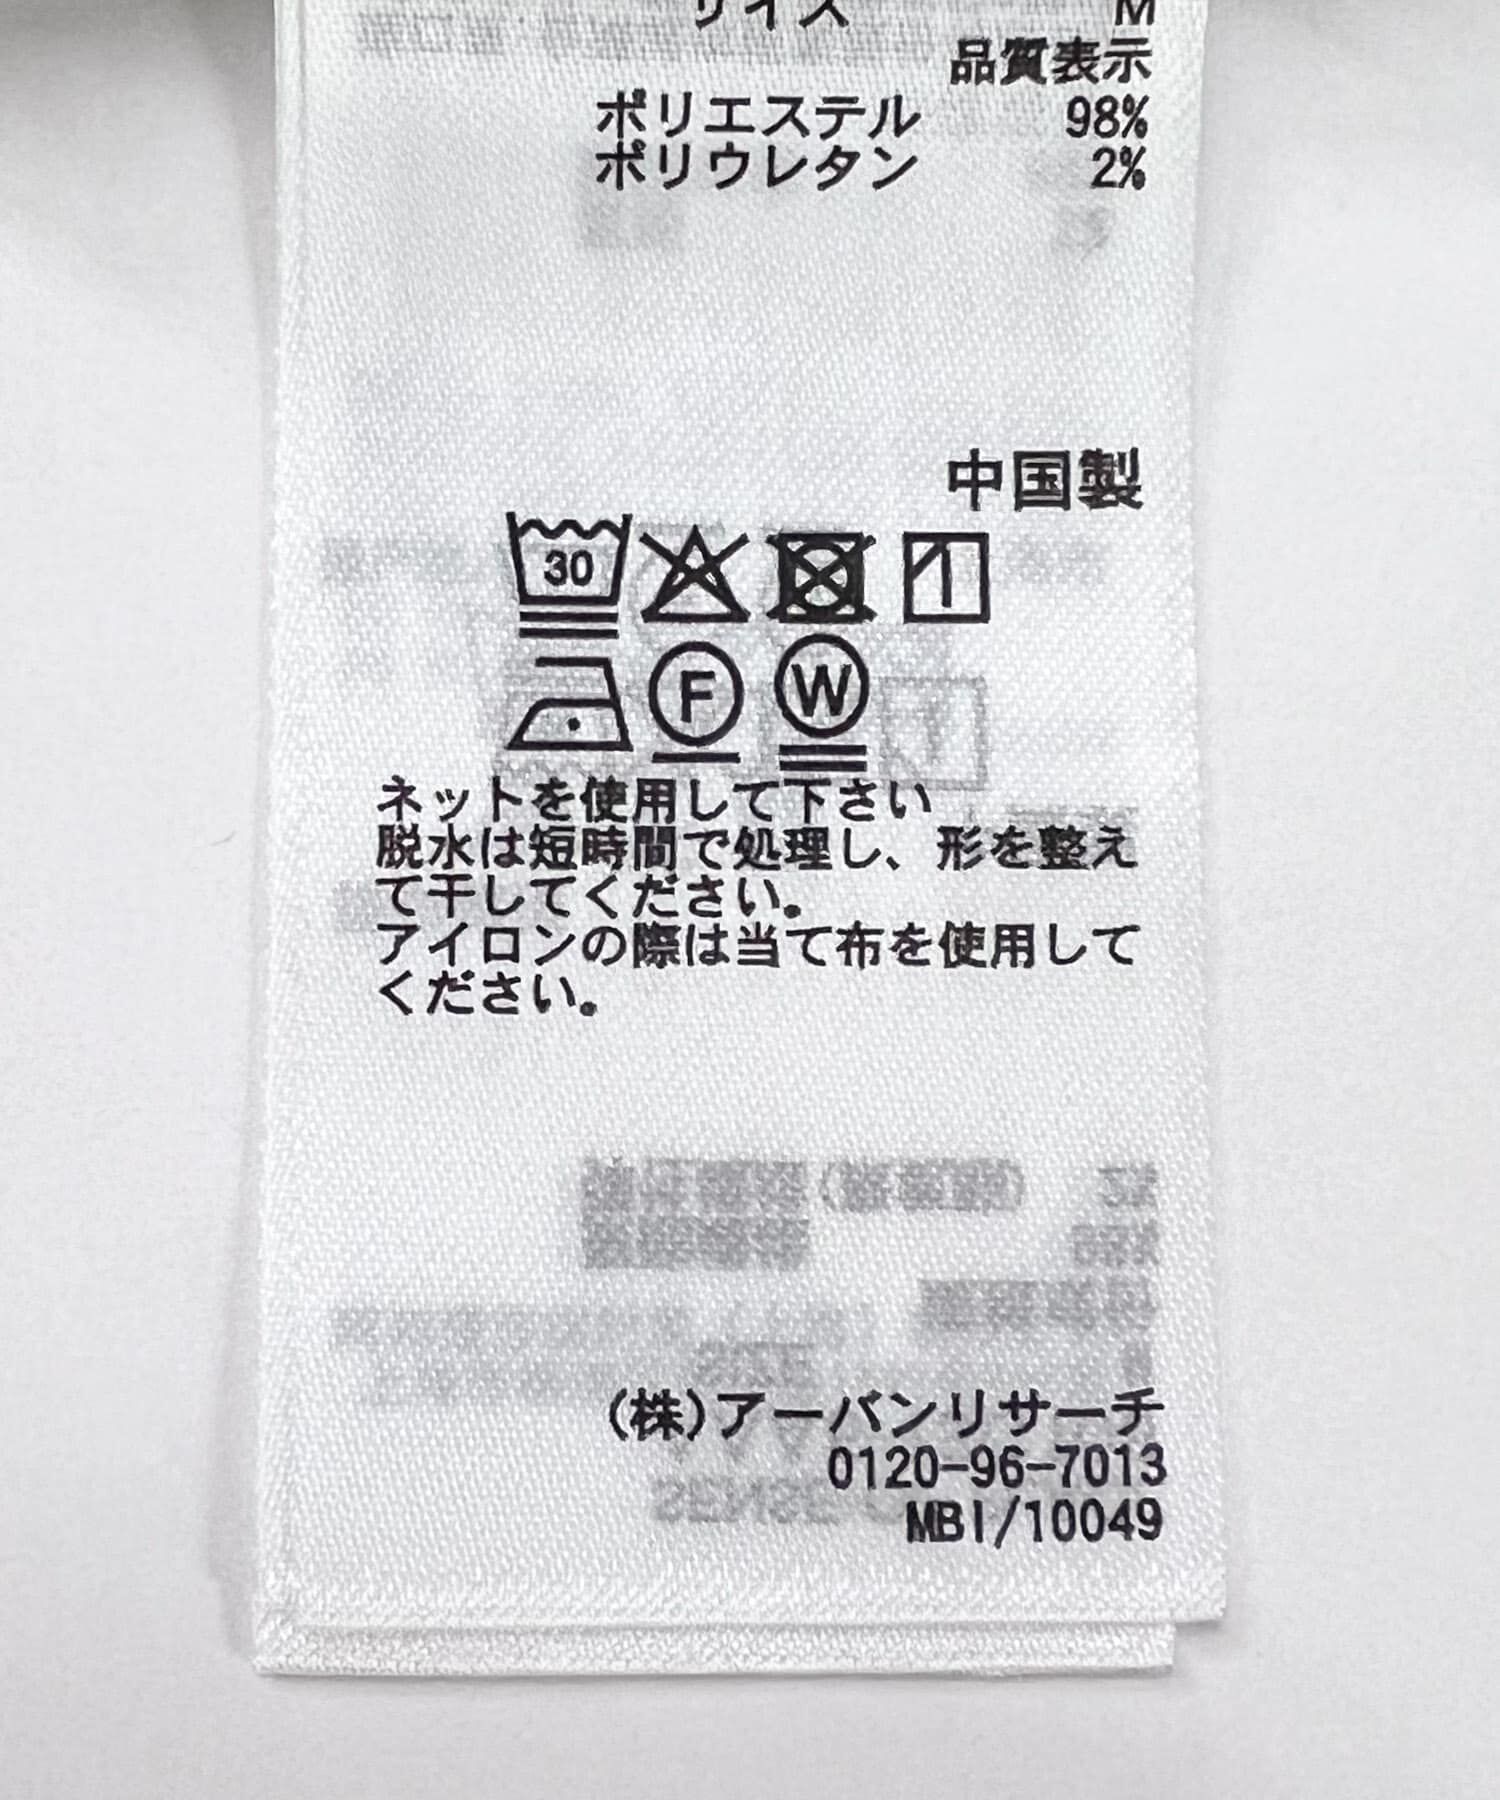 サイズ M
品質表示
ポリエステル 98%
ポリウレタン 2%
中国製
30
F W
ネットを使用して下さい
脱水は短時間で処理し、形を整え
て干してください。
アイロンの際は当て布を使用して
ください。
(株)アーバンリサーチ
0120-96-7013
MBI/10049